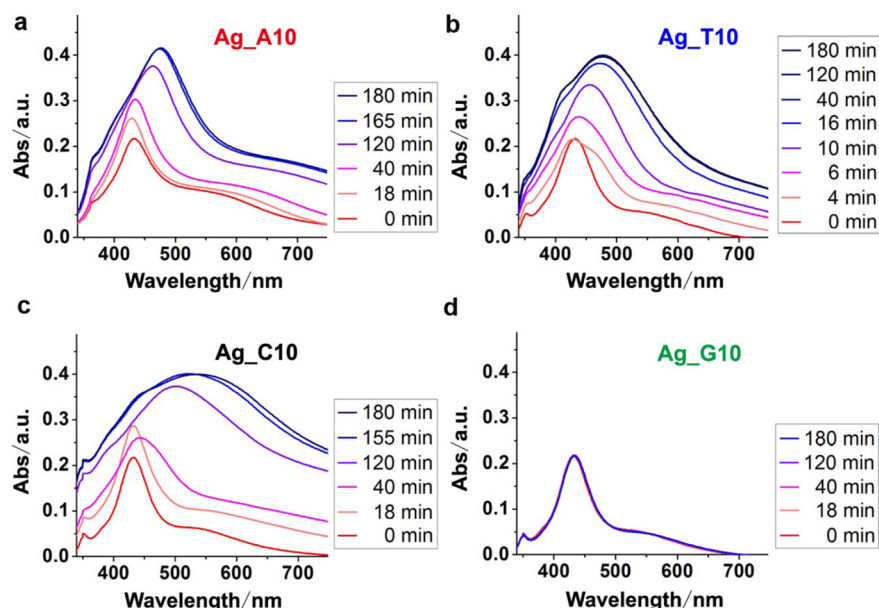 a
Ag_A10
Abs/a.u.
0.4
0.3
0.2
0.1
0.0
400 500 600 700
Wavelength/nm
180 min
165 min
120 min
40 min
18 min
0 min
b
Ag_T10
Abs/a.u.
0.4
0.3
0.2
0.1
0.0
400 500 600 700
Wavelength/nm
180 min
120 min
40 min
16 min
10 min
6 min
4 min
0 min
c
Ag_C10
Abs/a.u.
0.4
0.3
0.2
0.1
0.0
400 500 600 700
Wavelength/nm
180 min
155 min
120 min
40 min
18 min
0 min
d
Ag_G10
Abs/a.u.
0.4
0.3
0.2
0.1
0.0
400 500 600 700
Wavelength/nm
180 min
120 min
40 min
18 min
0 min